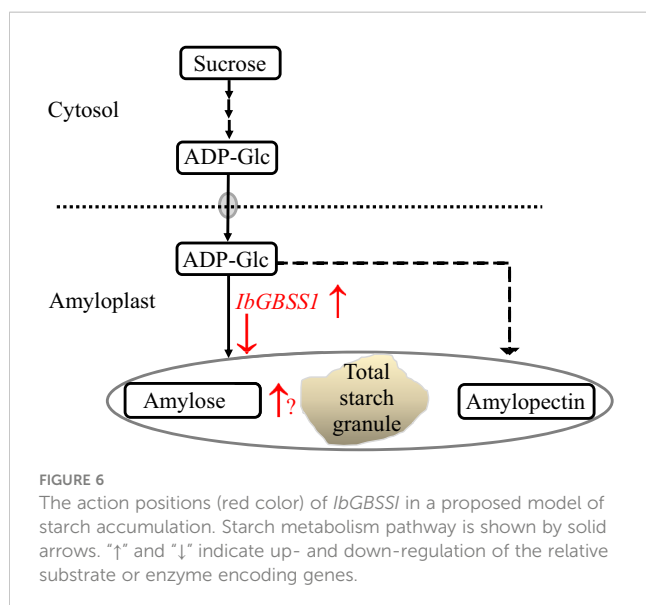 Sucrose
Cytosol
ADP-Glc
ADP-Glc
Amyloplast
IbGBSS1 ↑
↓
Amylose
↑?
Total
starch
granule
Amylopectin
FIGURE 6
The action positions (red color) of IbGBSSI in a proposed model of
starch accumulation. Starch metabolism pathway is shown by solid
arrows. "↑" and "↓" indicate up- and down-regulation of the relative
substrate or enzyme encoding genes.